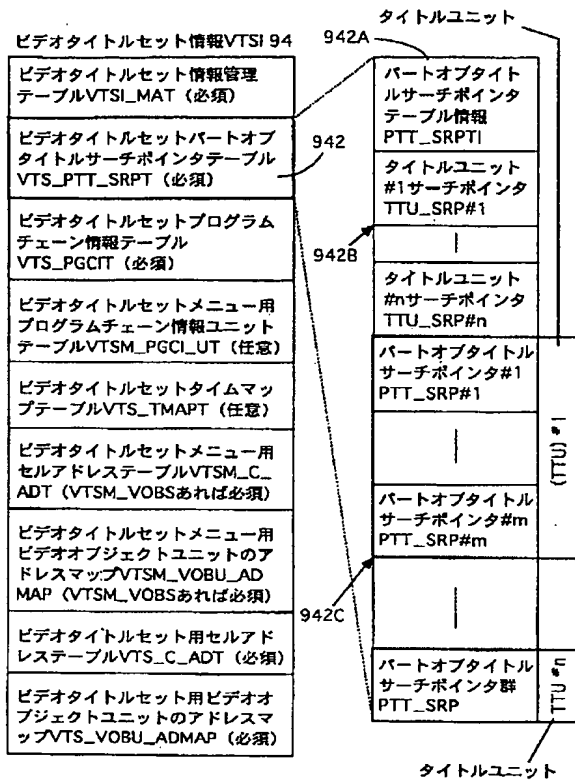 ビデオタイトルセット情報VTSI 94
ビデオタイトルセット情報管理
テーブルVTSI_MAT（必須）
ビデオタイトルセットパートオブ
タイトルサーチポインタテーブル
VTS_PTT_SRPT（必須）
ビデオタイトルセットプログラム
チェーン情報テーブル
VTS_PGCIT（必須）
ビデオタイトルセットメニュー用
プログラムチェーン情報ユニット
テーブルVTSM_PGCI_UT（任意）
ビデオタイトルセットタイムマッ
プテーブルVTS_TMAPT（任意）
ビデオタイトルセットメニュー用
セルアドレステーブルVTSM_C_
ADT（VTSM_VOBSあれば必須）
ビデオタイトルセットメニュー用
ビデオオブジェクトユニットのア
ドレスマップVTSM_VOBU_AD
MAP（VTSM_VOBSあれば必須）
ビデオタイトルセット用セルアド
レステーブルVTS_C_ADT（必須）
ビデオタイトルセット用ビデオオ
ブジェクトユニットのアドレスマ
ップVTS_VOBU_ADMAP（必須）
942
942A
942B
942C
タイトルユニット
パートオブタイト
ルサーチポインタ
テーブル情報
PTT_SRPTI
タイトルユニット
#1サーチポインタ
TTU_SRP#1
タイトルユニット
#nサーチポインタ
TTU_SRP#n
パートオブタイトル
サーチポインタ#1
PTT_SRP#1
パートオブタイトル
サーチポインタ#m
PTT_SRP#m
パートオブタイトル
サーチポインタ群
PTT_SRP
(TTU) #1
TTU #n
タイトルユニット